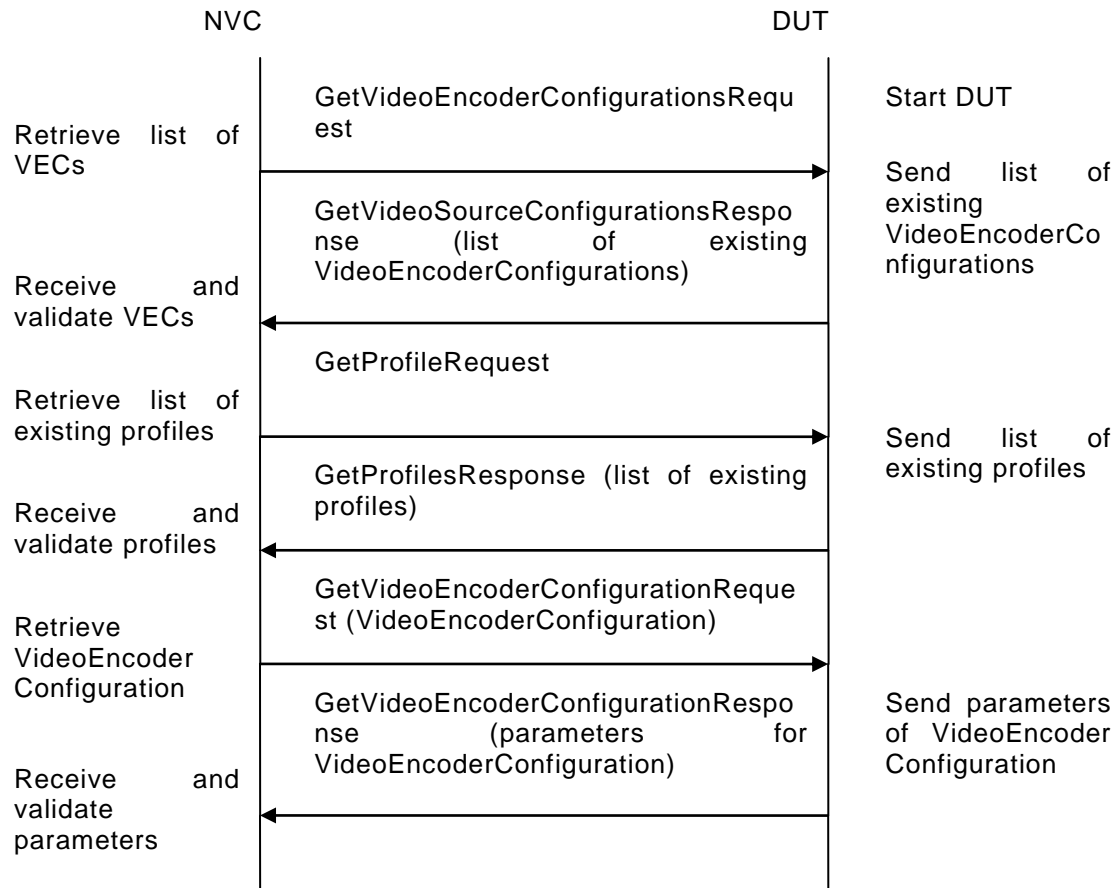 NVC
DUT
GetVideoEncoderConfigurationsRequ
est
Start DUT
Retrieve list of
VECs
Send list of
existing
VideoEncoderCo
nfigurations
GetVideoSourceConfigurationsRespo
nse (list of existing
VideoEncoderConfigurations)
Receive and
validate VECs
GetProfileRequest
Retrieve list of
existing profiles
Send list of
existing profiles
GetProfilesResponse (list of existing
profiles)
Receive and
validate profiles
GetVideoEncoderConfigurationReque
st (VideoEncoderConfiguration)
Retrieve
VideoEncoder
Configuration
GetVideoEncoderConfigurationRespo
nse (parameters for
VideoEncoderConfiguration)
Send parameters
of VideoEncoder
Configuration
Receive and
validate
parameters